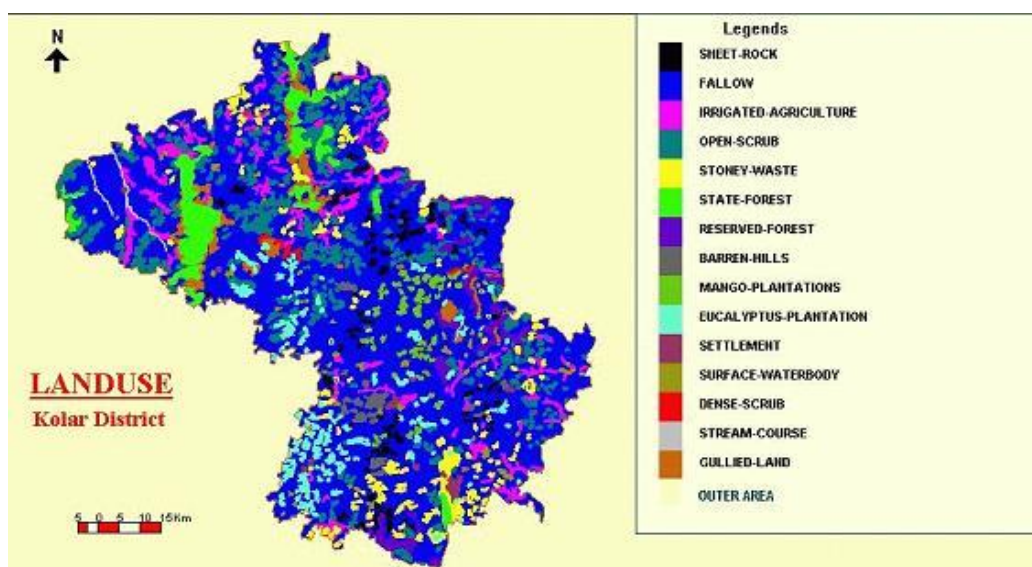 N
LANDUSE
Kolar District
5 0 5 10 15Km
Legends
SHEET-ROCK
FALLOW
IRRIGATED-AGRICULTURE
OPEN-SCRUB
STONEY-WASTE
STATE-FOREST
RESERVED-FOREST
BARREN-HILLS
MANGO-PLANTATIONS
EUCALYPTUS-PLANTATION
SETTLEMENT
SURFACE-WATERBODY
DENSE-SCRUB
STREAM-COURSE
GULLIED-LAND
OUTER AREA